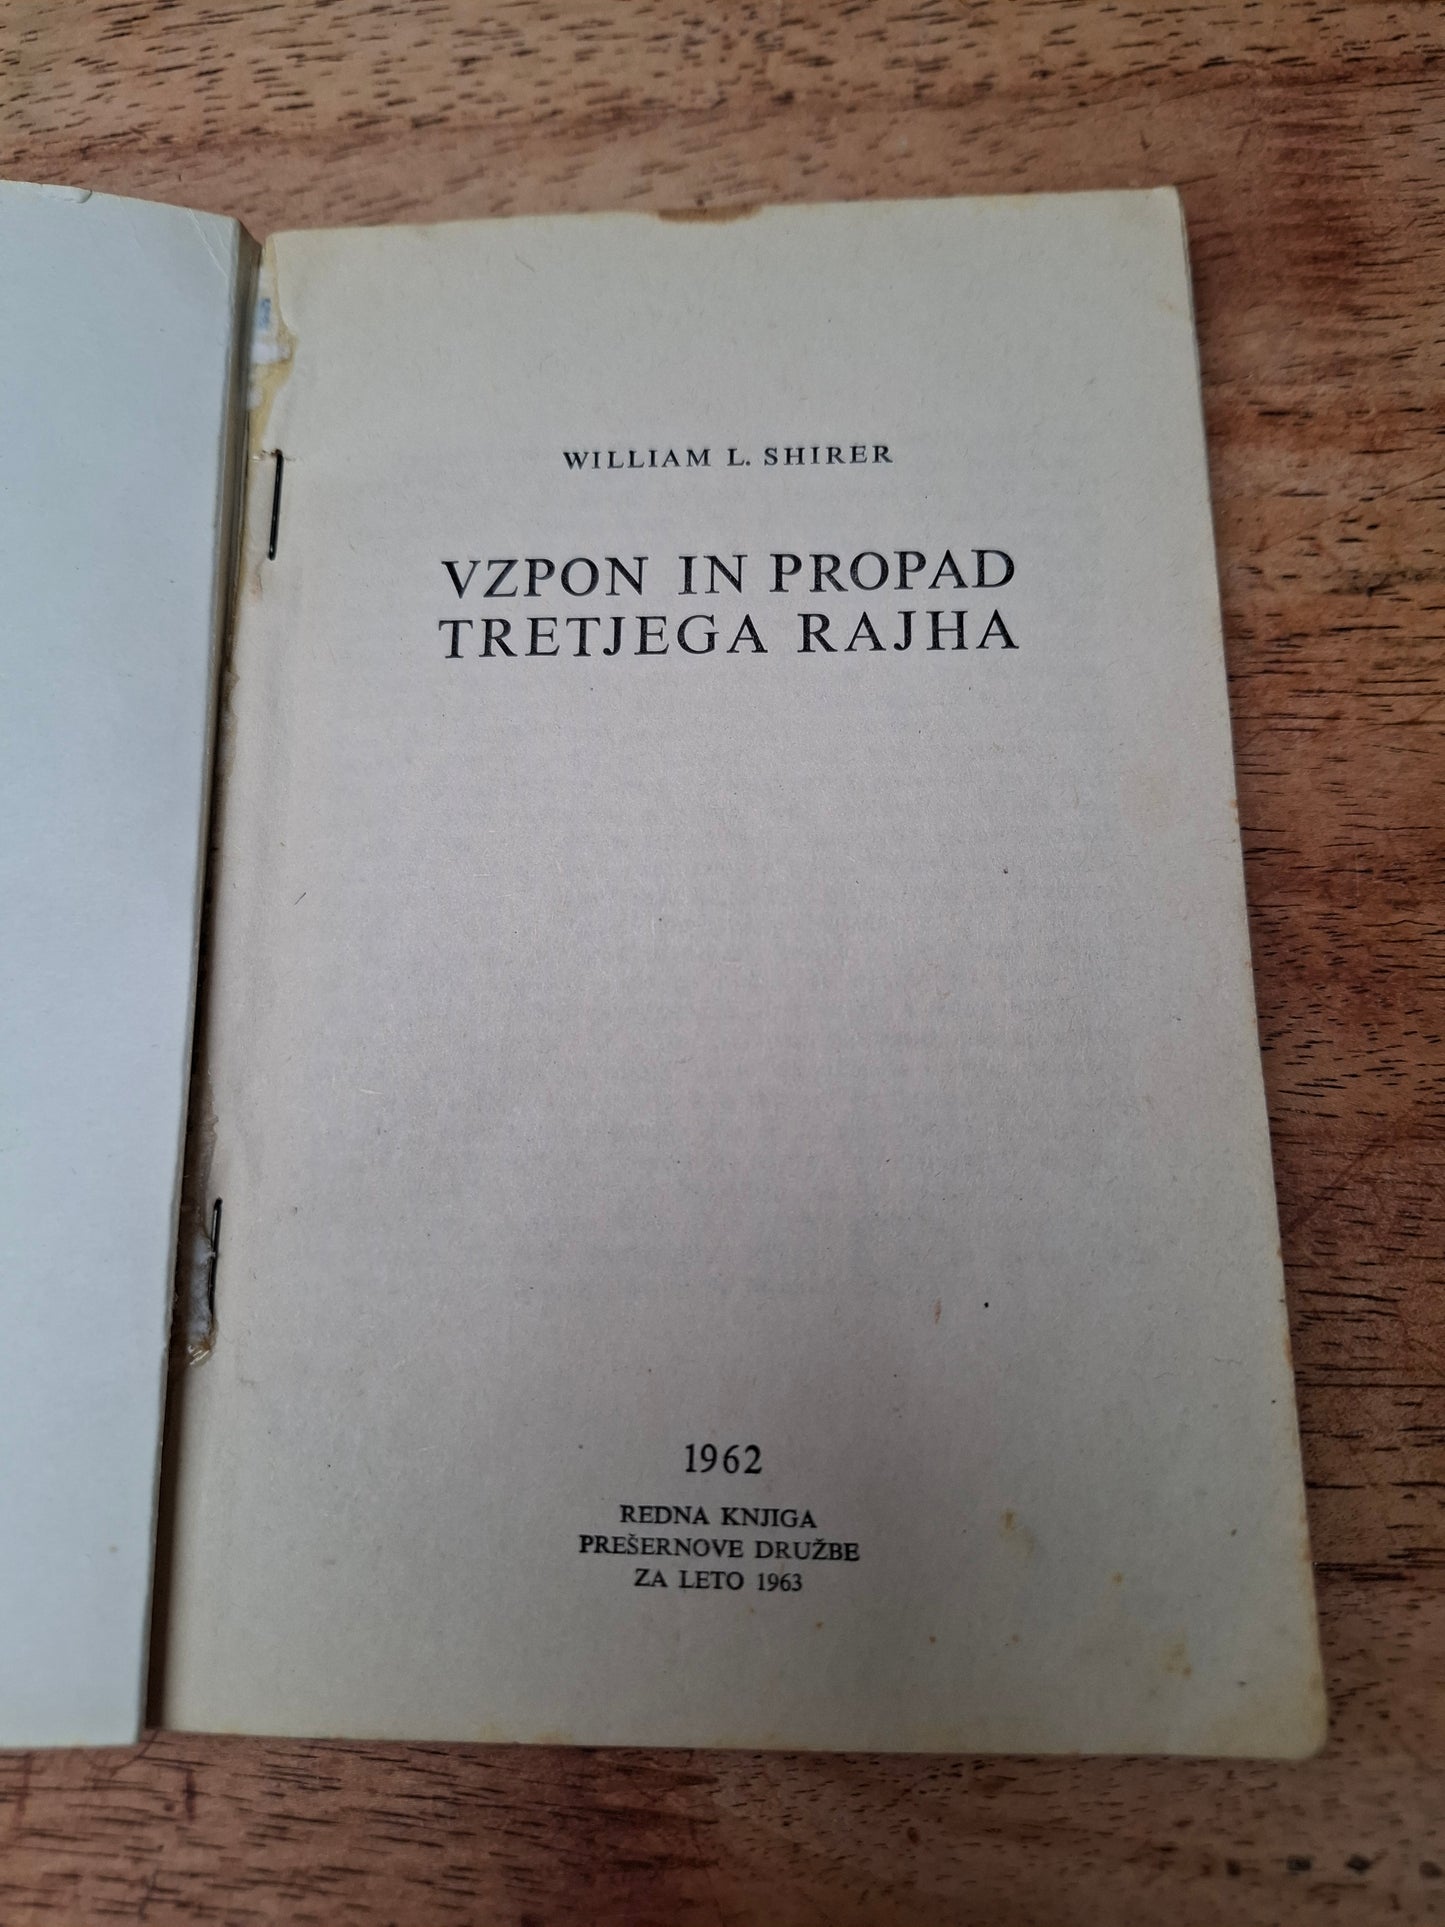 WILLIAM L. SHIRER
VZPON IN PROPAD
TRETJEGA RAJHA
1962
REDNA KNJIGA
PREŠERNOVE DRUŽBE
ZA LETO 1963